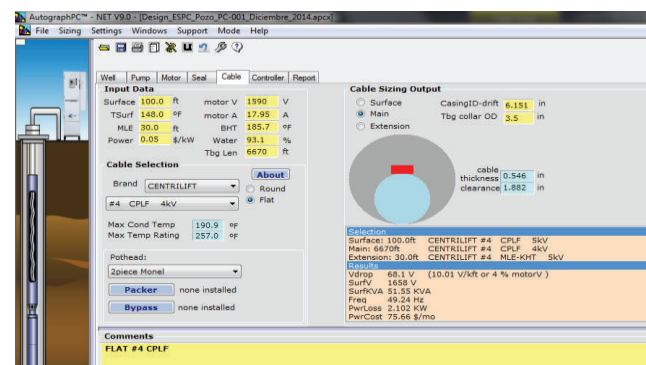 AutographPC™ - .NET V9.0 - [Design_ESPC_Pozo_PC-001_Diciembre_2014.apcx]
File Sizing Settings Windows Support Mode Help
Well Pump Motor Seal Cable Controller Report
Input Data
Surface 100.0 ft motor V 1590 V
TSurf 148.0 ºF motor A 17.95 A
MLE 30.0 ft BHT 185.7 ºF
Power 0.05 $/kW Water 93.1 %
Tbg Len 6670 ft
Cable Selection
About
Brand CENTRILIFT Round
#4 CPLF 4kV Flat
Max Cond Temp 190.9 ºF
Max Temp Rating 257.0 ºF
Pothead:
2piece Monel
Packer none installed
Bypass none installed
Cable Sizing Output
Surface CasingID-drift 6.151 in
Main Tbg collar OD 3.5 in
Extension
cable
thickness 0.546 in
clearance 1.882 in
Selection
Surface: 100.0ft CENTRILIFT #4 CPLF 5kV
Main: 6670ft CENTRILIFT #4 CPLF 4kV
Extension: 30.0ft CENTRILIFT #4 MLE-KHT 5kV
Results
Vdrop 68.1 V (10.01 V/kft or 4 % motorV )
SurfV 1658 V
SurfKVA 51.55 KVA
Freq 49.24 Hz
PwrLoss 2.102 KW
PwrCost 75.66 $/mo
Comments
FLAT #4 CPLF